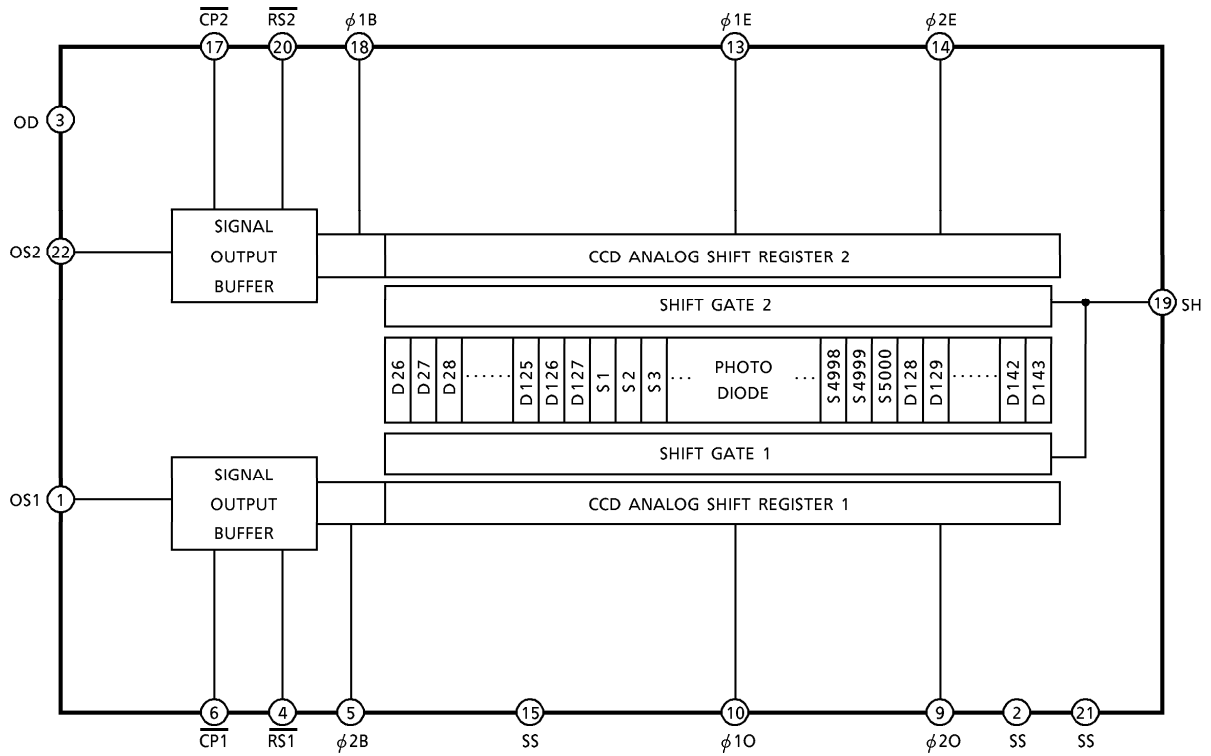 CP2 RS2 ϕ1B ϕ1E ϕ2E
17 20 18 13 14
OD 3
SIGNAL
OUTPUT
BUFFER
OS2 22
CCD ANALOG SHIFT REGISTER 2
SHIFT GATE 2
19 SH
D26 D27 D28 ...... D125 D126 D127 S1 S2 S3 ... PHOTO DIODE ... S4998 S4999 S5000 D128 D129 ...... D142 D143
SHIFT GATE 1
SIGNAL
OUTPUT
BUFFER
OS1 1
CCD ANALOG SHIFT REGISTER 1
6 4 5 15 10 9 2 21
CP1 RS1 ϕ2B SS ϕ1O ϕ2O SS SS